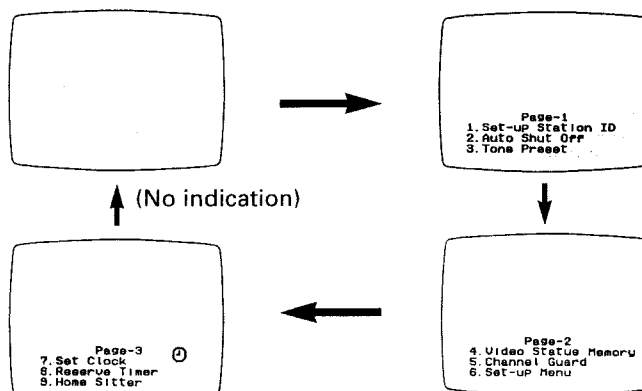 Page-1
1. Set-up Station ID
2. Auto Shut Off
3. Tone Preset
(No indication)
Page-3
7. Set Clock
8. Reserve Timer
9. Home Sitter
Page-2
4. Video Status Memory
5. Channel Guard
6. Set-up Menu